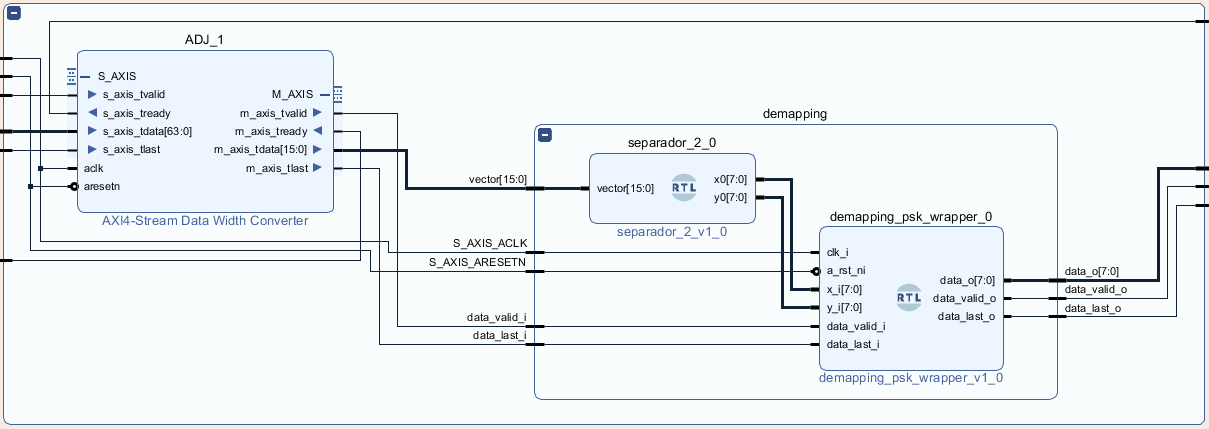 ADJ_1
S_AXIS
s_axis_tvalid
s_axis_tready
s_axis_tdata[63:0]
s_axis_tlast
aclk
aresetn
M_AXIS
m_axis_tvalid
m_axis_tready
m_axis_tdata[15:0]
m_axis_tlast
AXI4-Stream Data Width Converter
demapping
vector[15:0]
S_AXIS_ACLK
S_AXIS_ARESETN
data_valid_i
data_last_i
separador_2_0
vector[15:0]
RTL
x0[7:0]
y0[7:0]
separador_2_v1_0
demapping_psk_wrapper_0
clk_i
a_rst_ni
x_i[7:0]
y_i[7:0]
data_valid_i
data_last_i
RTL
data_o[7:0]
data_valid_o
data_last_o
demapping_psk_wrapper_v1_0
data_o[7:0]
data_valid_o
data_last_o